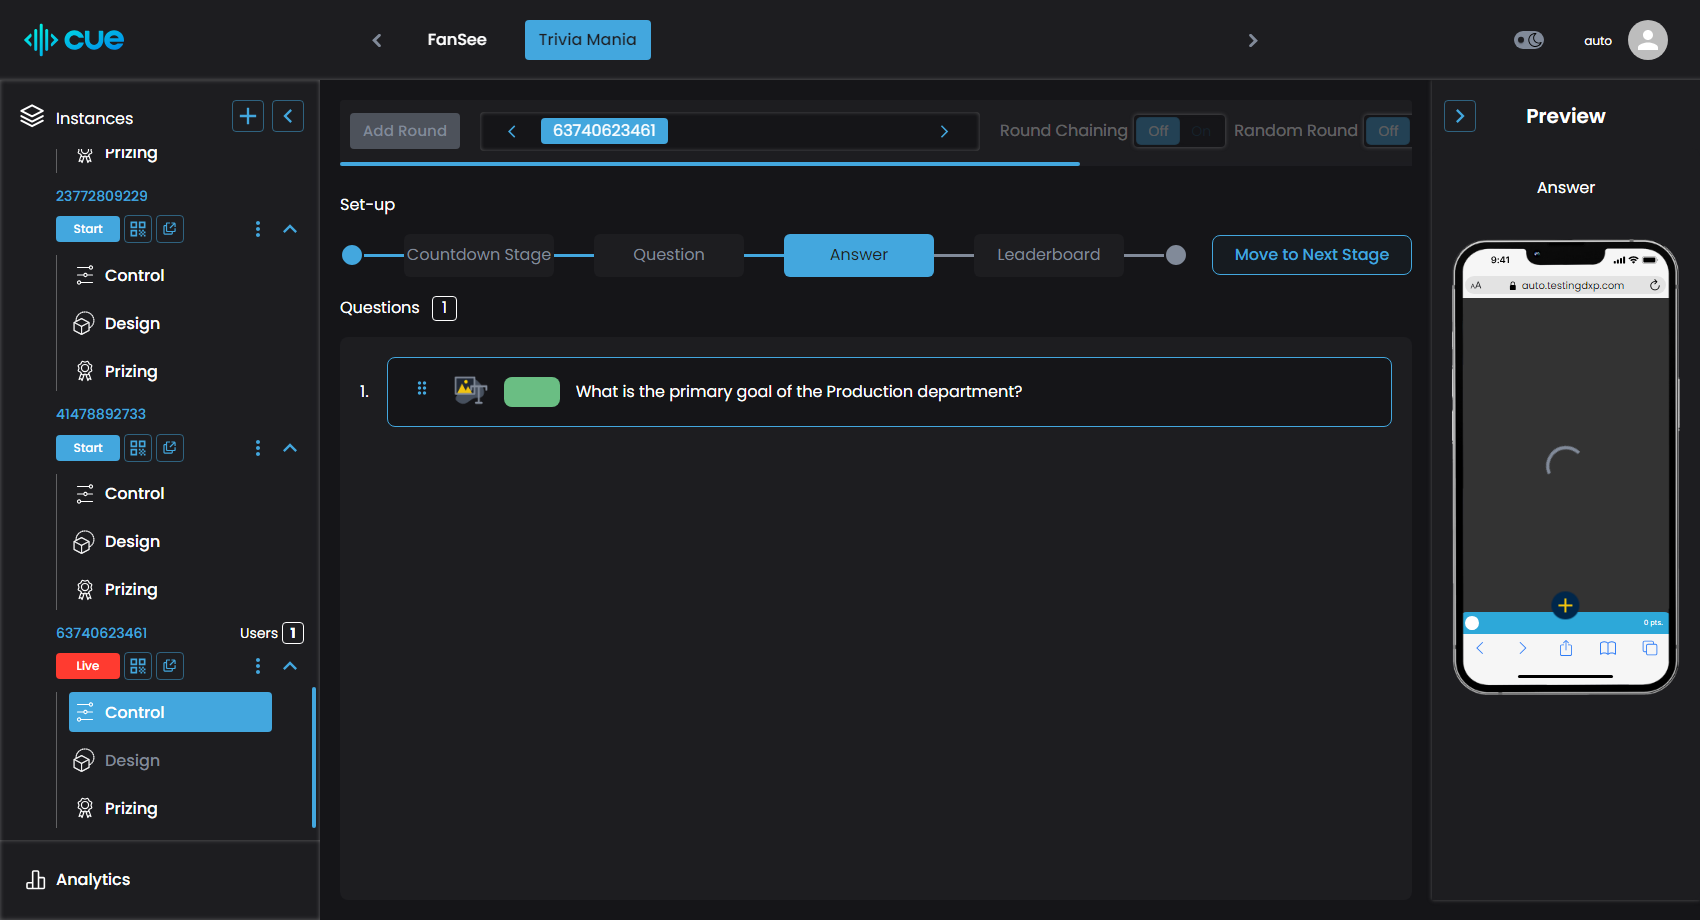 cue
FanSee
Trivia Mania
auto
Instances
Prizing
23772809229
Start
Control
Design
Prizing
41478892733
Start
Control
Design
Prizing
63740623461
Users 1
Live
Control
Design
Prizing
Analytics
Add Round
63740623461
Round Chaining
Off
On
Random Round
Off
Set-up
Countdown Stage
Question
Answer
Leaderboard
Move to Next Stage
Questions 1
1.
What is the primary goal of the Production department?
Preview
Answer
9:41
AA
auto.testingdxp.com
0 pts.